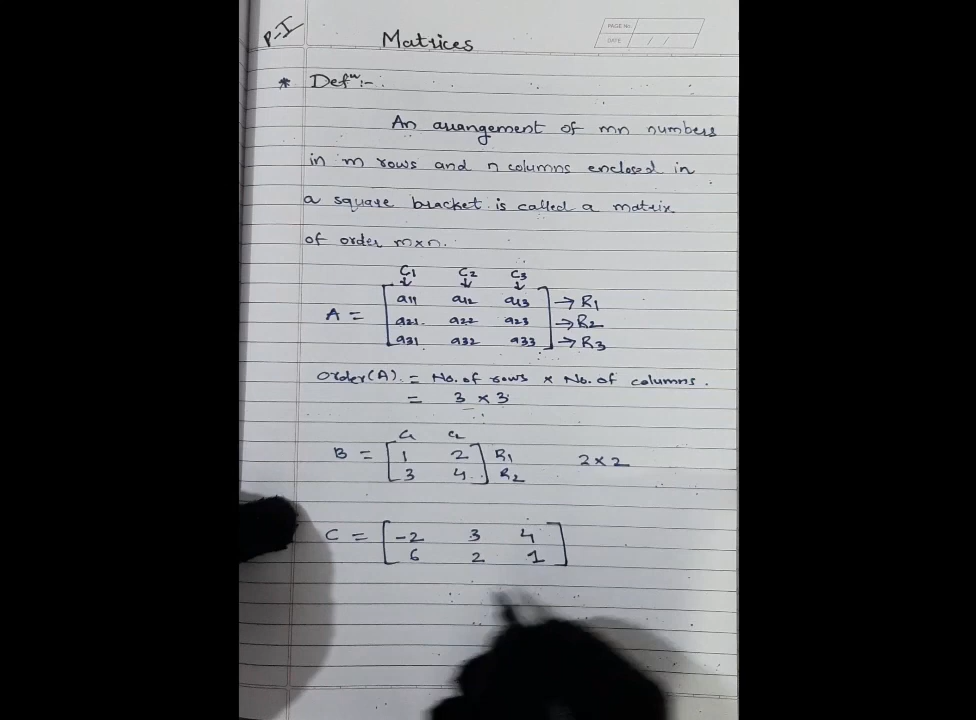 P-I
Matrices
PAGE NO.
DATE / /
* Defⁿ:-
An arrangement of mn numbers
in m rows and n columns enclosed in
a square bracket is called a matrix
of order m×n.
C1 C2 C3
↓ ↓ ↓
a11 a12 a13 → R1
A = a21 a22 a23 → R2
a31 a32 a33 → R3
Order(A) = No. of rows × No. of columns.
= 3 × 3
C1 C2
B = [ 1 2 ] R1 2×2
3 4 R2
C = [ -2 3 4 ]
6 2 1